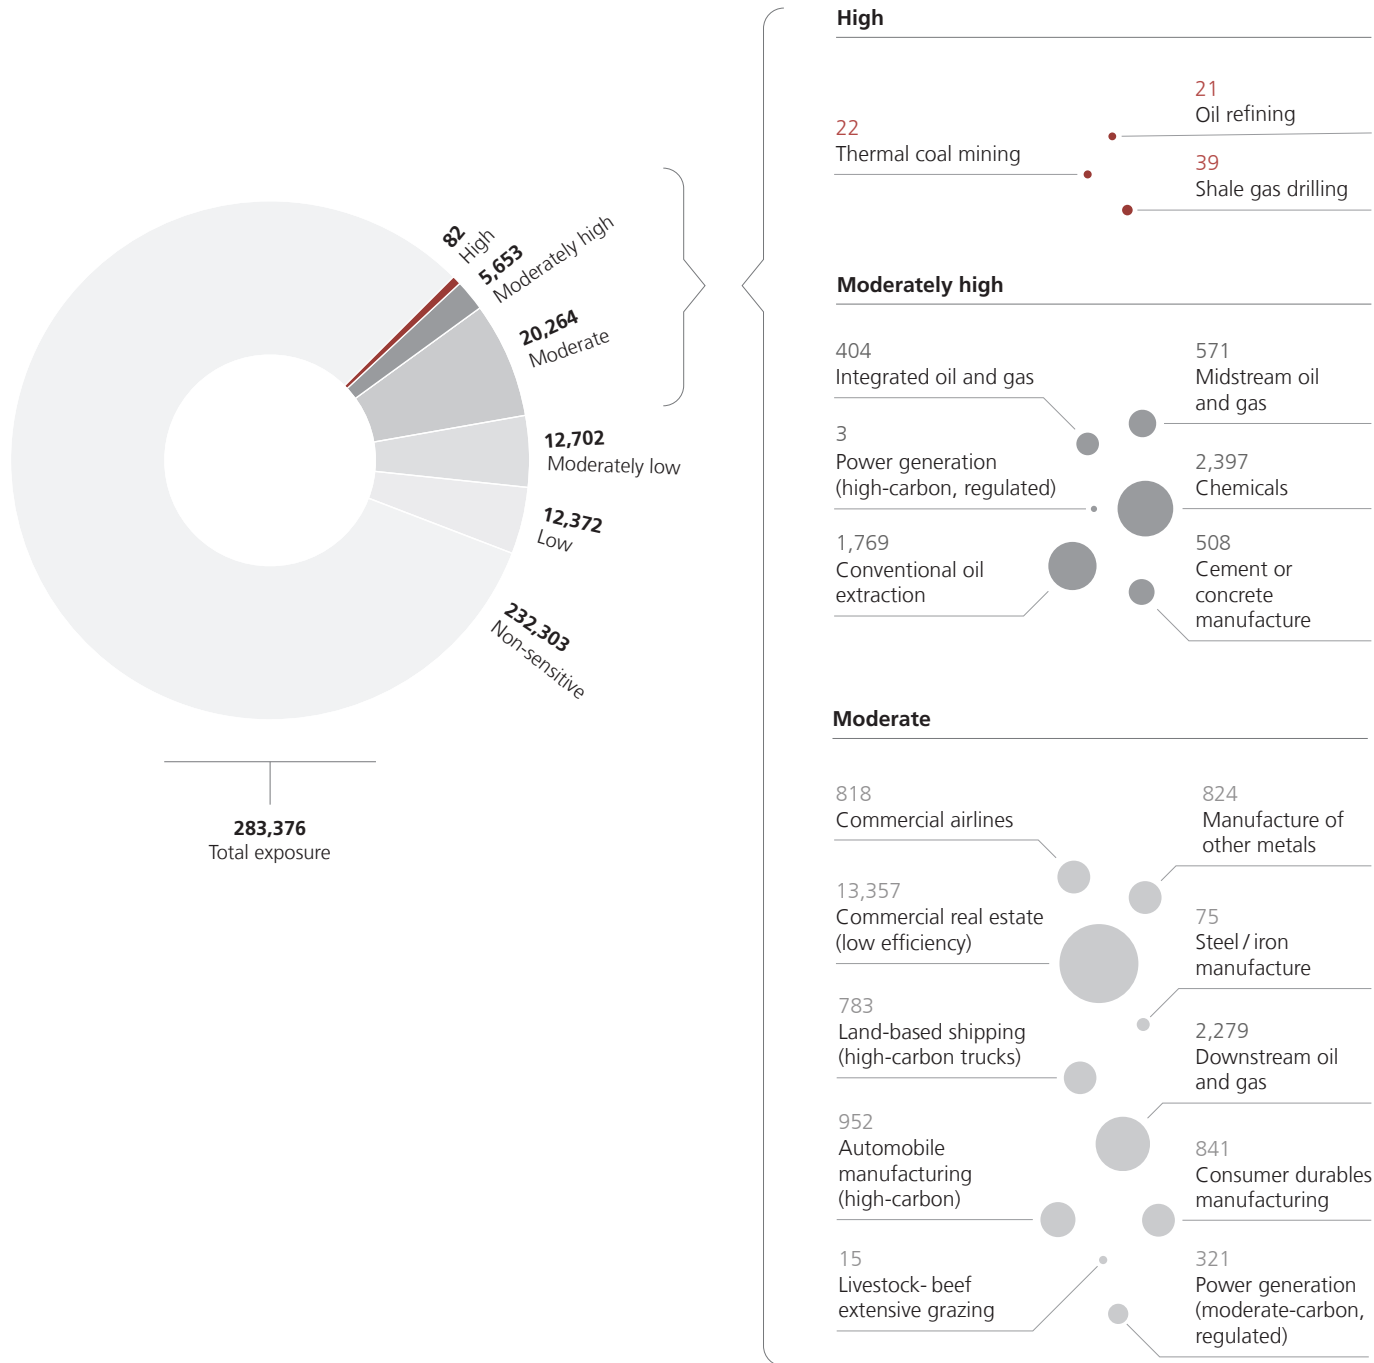 82
High
5,653
Moderately high
20,264
Moderate
12,702
Moderately low
12,372
Low
232,303
Non-sensitive
283,376
Total exposure
High
22
Thermal coal mining
21
Oil refining
39
Shale gas drilling
Moderately high
404
Integrated oil and gas
3
Power generation
(high-carbon, regulated)
1,769
Conventional oil
extraction
571
Midstream oil
and gas
2,397
Chemicals
508
Cement or
concrete
manufacture
Moderate
818
Commercial airlines
13,357
Commercial real estate
(low efficiency)
783
Land-based shipping
(high-carbon trucks)
952
Automobile
manufacturing
(high-carbon)
15
Livestock- beef
extensive grazing
824
Manufacture of
other metals
75
Steel / iron
manufacture
2,279
Downstream oil
and gas
841
Consumer durables
manufacturing
321
Power generation
(moderate-carbon,
regulated)